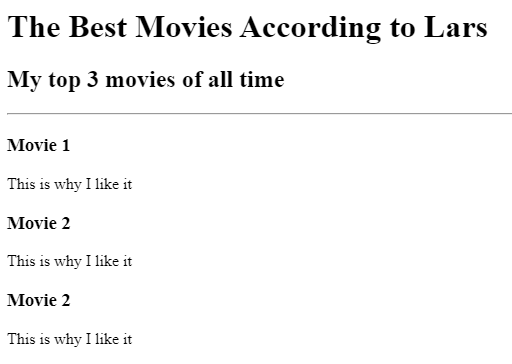 The Best Movies According to Lars
My top 3 movies of all time
Movie 1
This is why I like it
Movie 2
This is why I like it
Movie 2
This is why I like it